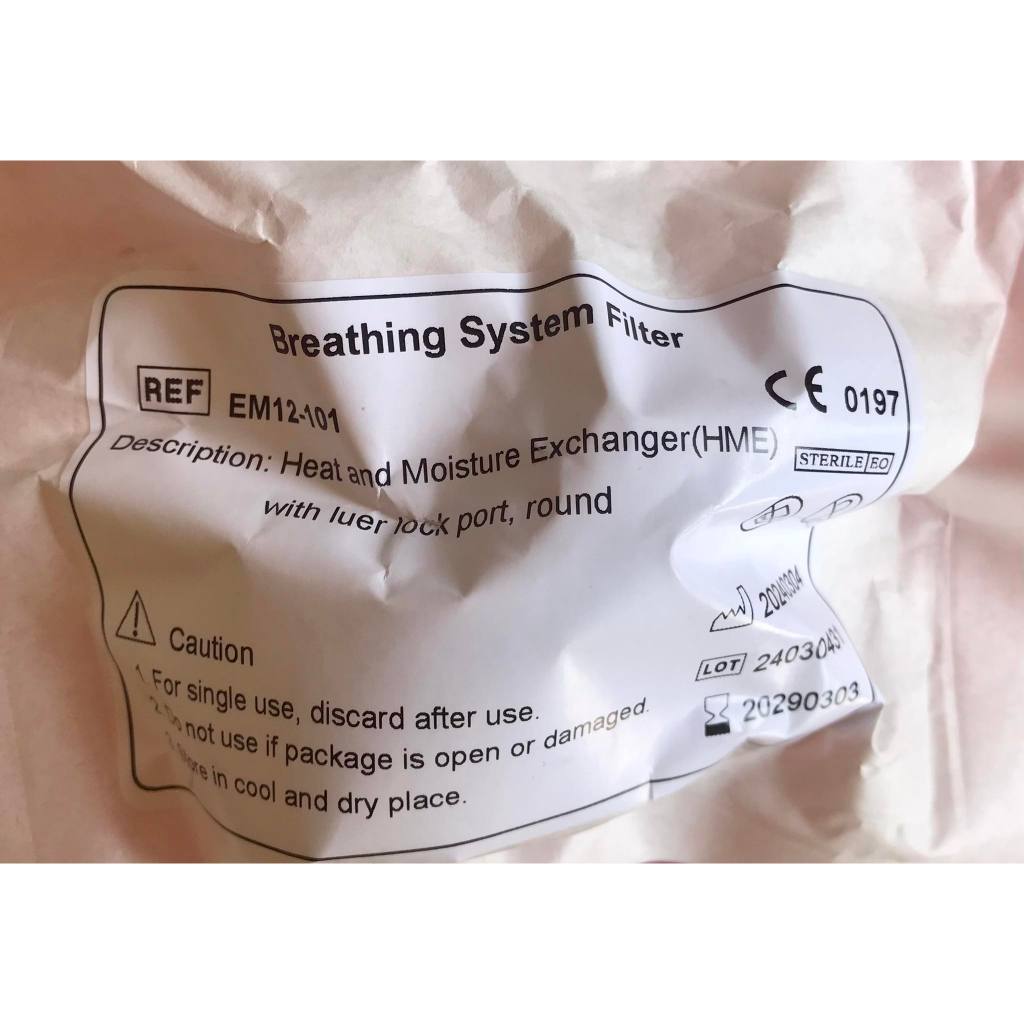 Breathing System Filter
REF EM12-101
CE 0197
Description: Heat and Moisture Exchanger(HME)
with luer lock port, round
STERILE EO
20240304
LOT 24030431
20290303
Caution
1. For single use, discard after use.
2. Do not use if package is open or damaged.
3. Store in cool and dry place.